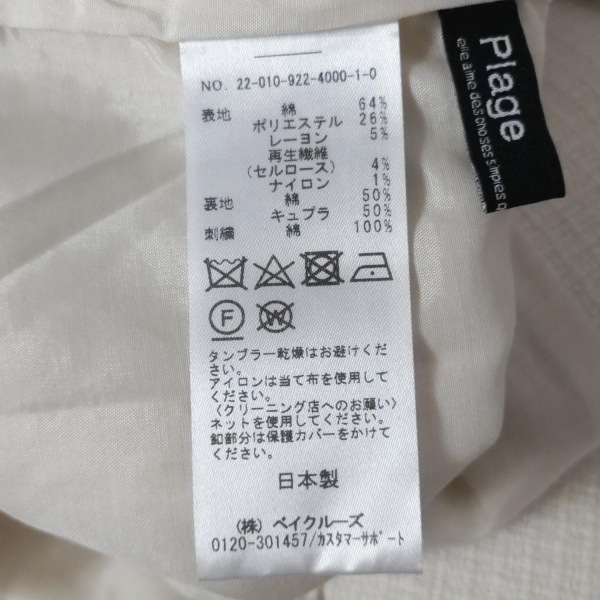 NO. 22-010-922-4000-1-0
表地 綿 64%
ポリエステル 26%
レーヨン 5%
再生繊維
(セルロース) 4%
ナイロン 1%
裏地 綿 50%
キュプラ 50%
刺繍 綿 100%
F W
タンブラー乾燥はお避けくだ
さい。
アイロンは当て布を使用して
ください。
〈クリーニング店へのお願い〉
ネットを使用してください。
釦部分は保護カバーをかけて
ください。
日本製
(株) ベイクルーズ
0120-301457/カスタマーサポート
Plage
elle aime des choses simples